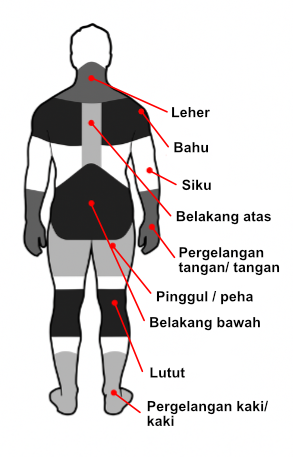 Leher
Bahu
Siku
Belakang atas
Pergelangan
tangan/ tangan
Pinggul / peha
Belakang bawah
Lutut
Pergelangan kaki/
kaki